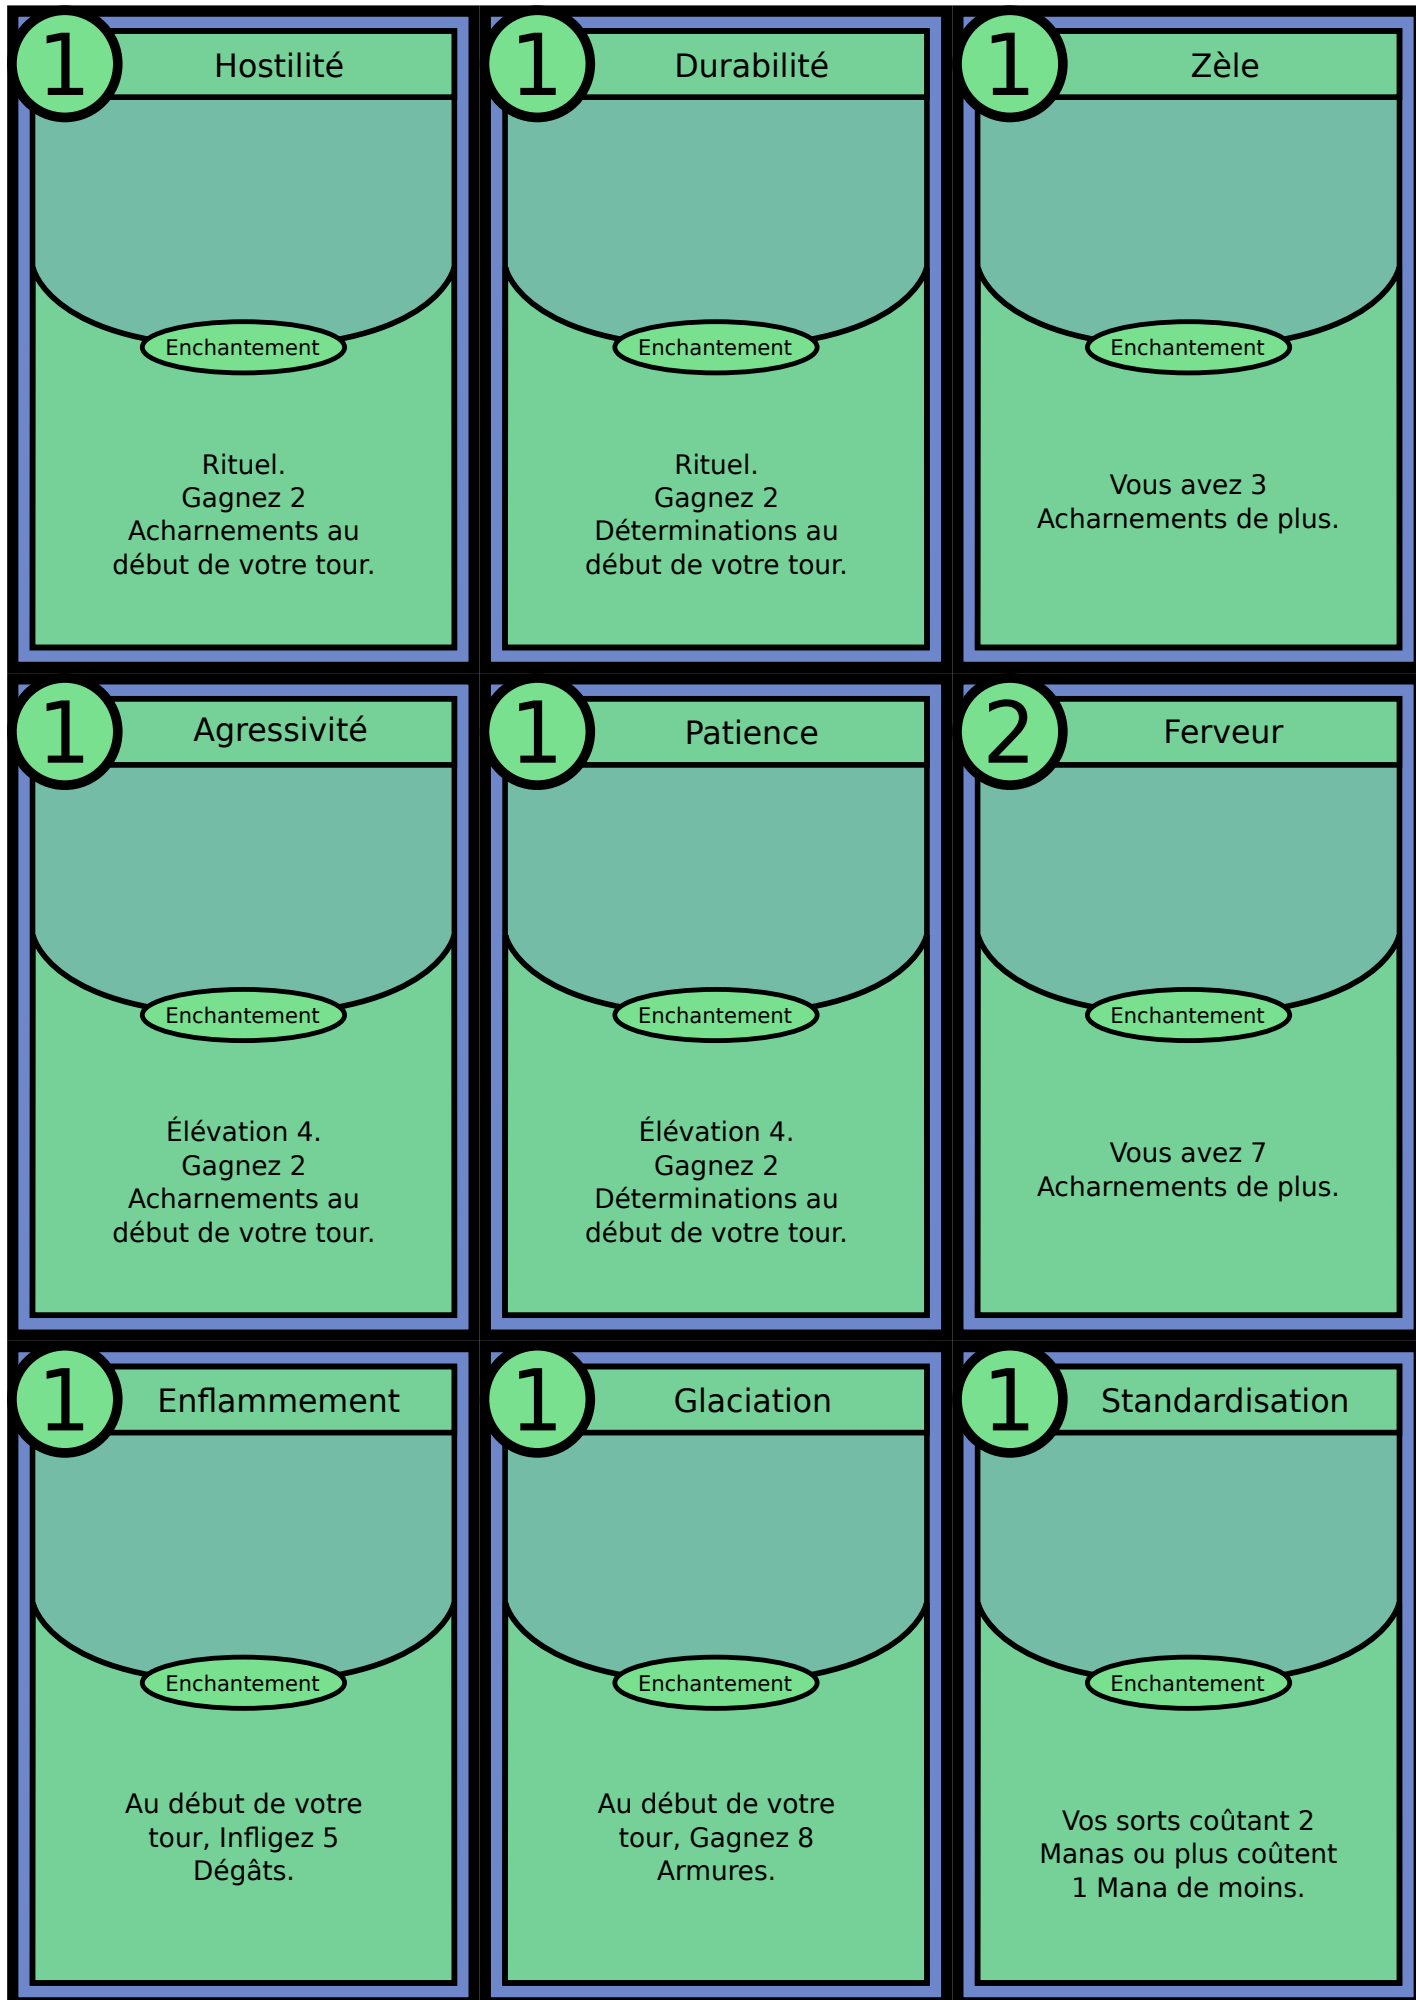 1
Hostilité
Enchantement
Rituel.
Gagnez 2
Acharnements au
début de votre tour.
1
Durabilité
Enchantement
Rituel.
Gagnez 2
Déterminations au
début de votre tour.
1
Zèle
Enchantement
Vous avez 3
Acharnements de plus.
1
Agressivité
Enchantement
Élévation 4.
Gagnez 2
Acharnements au
début de votre tour.
1
Patience
Enchantement
Élévation 4.
Gagnez 2
Déterminations au
début de votre tour.
2
Ferveur
Enchantement
Vous avez 7
Acharnements de plus.
1
Enflammement
Enchantement
Au début de votre
tour, Infligez 5
Dégâts.
1
Glaciation
Enchantement
Au début de votre
tour, Gagnez 8
Armures.
1
Standardisation
Enchantement
Vos sorts coûtant 2
Manas ou plus coûtent
1 Mana de moins.